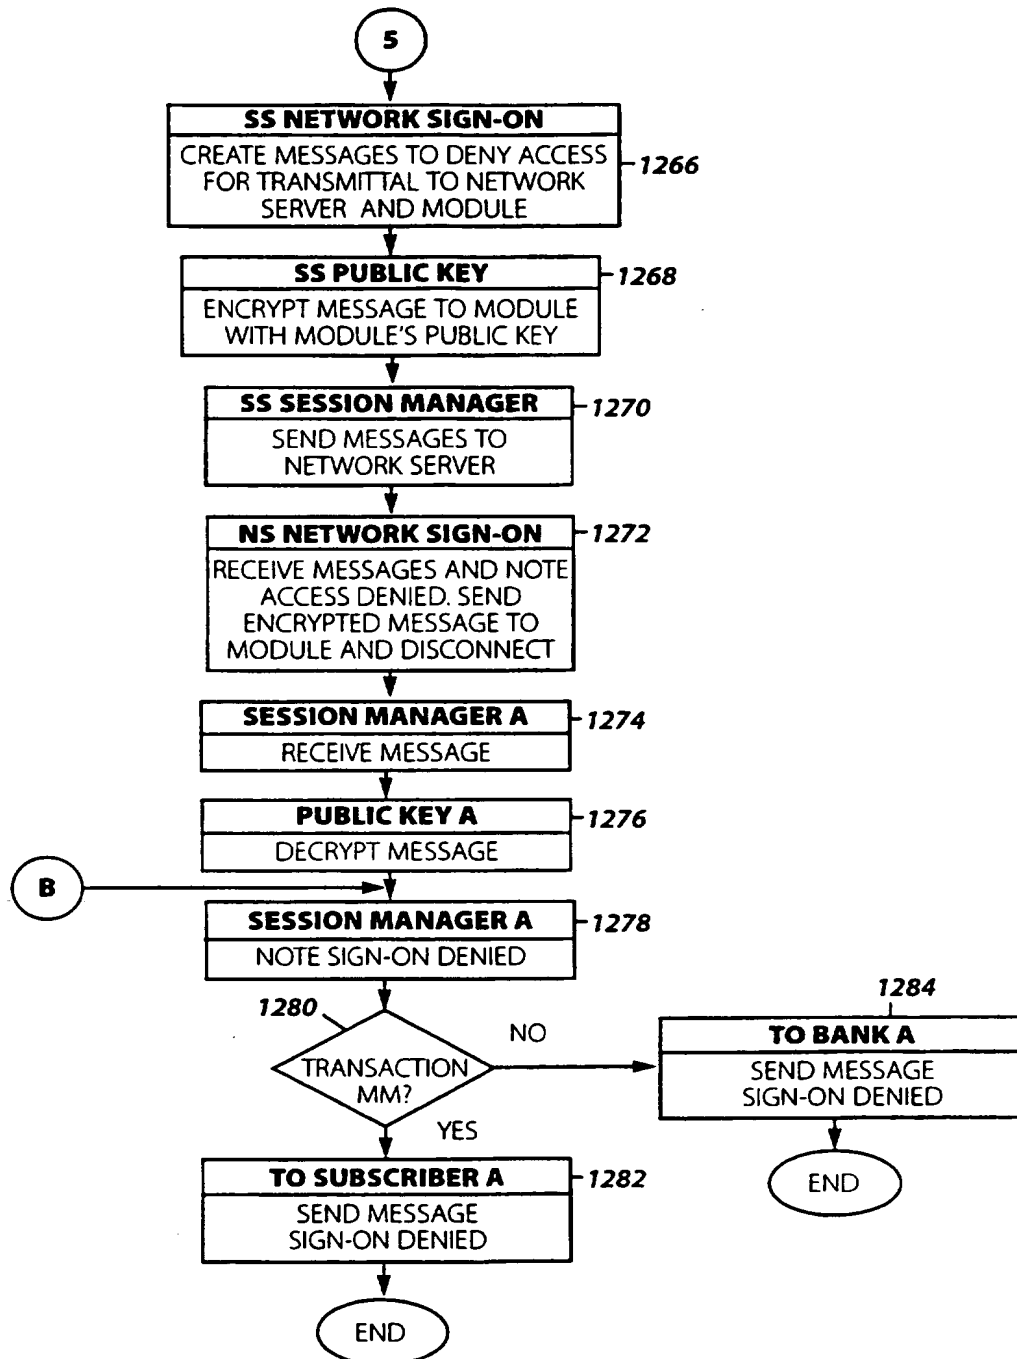 5
SS NETWORK SIGN-ON
CREATE MESSAGES TO DENY ACCESS
FOR TRANSMITTAL TO NETWORK
SERVER AND MODULE
1266
SS PUBLIC KEY
1268
ENCRYPT MESSAGE TO MODULE
WITH MODULE'S PUBLIC KEY
SS SESSION MANAGER
1270
SEND MESSAGES TO
NETWORK SERVER
NS NETWORK SIGN-ON
1272
RECEIVE MESSAGES AND NOTE
ACCESS DENIED. SEND
ENCRYPTED MESSAGE TO
MODULE AND DISCONNECT
SESSION MANAGER A
1274
RECEIVE MESSAGE
PUBLIC KEY A
1276
DECRYPT MESSAGE
B
SESSION MANAGER A
1278
NOTE SIGN-ON DENIED
1280
TRANSACTION
MM?
NO
YES
1284
TO BANK A
SEND MESSAGE
SIGN-ON DENIED
END
TO SUBSCRIBER A
1282
SEND MESSAGE
SIGN-ON DENIED
END